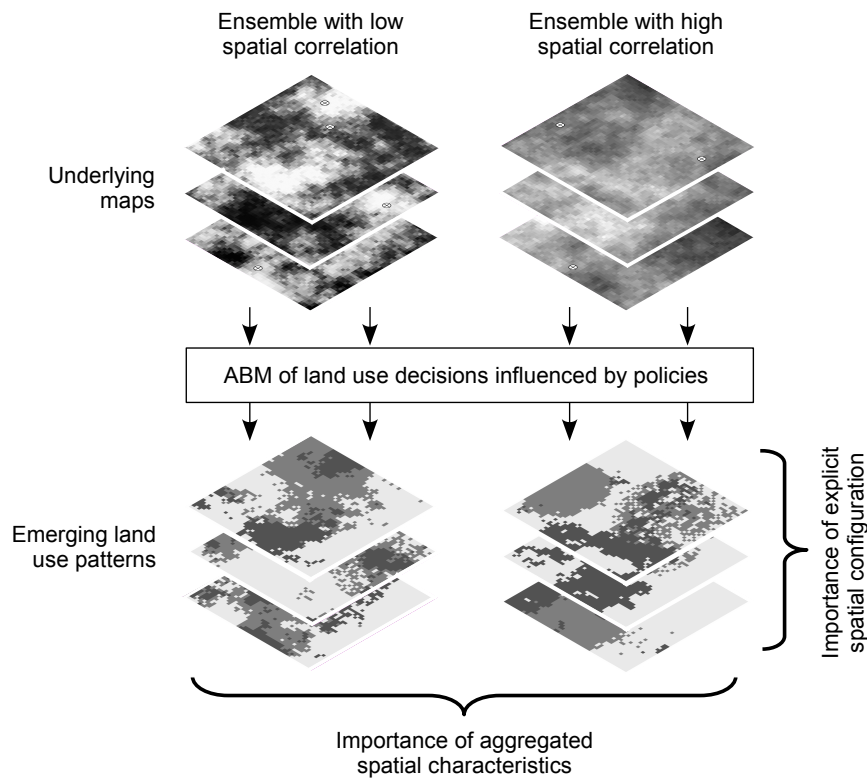 Ensemble with low
spatial correlation
Ensemble with high
spatial correlation
Underlying
maps
ABM of land use decisions influenced by policies
Emerging land
use patterns
Importance of explicit
spatial configuration
Importance of aggregated
spatial characteristics